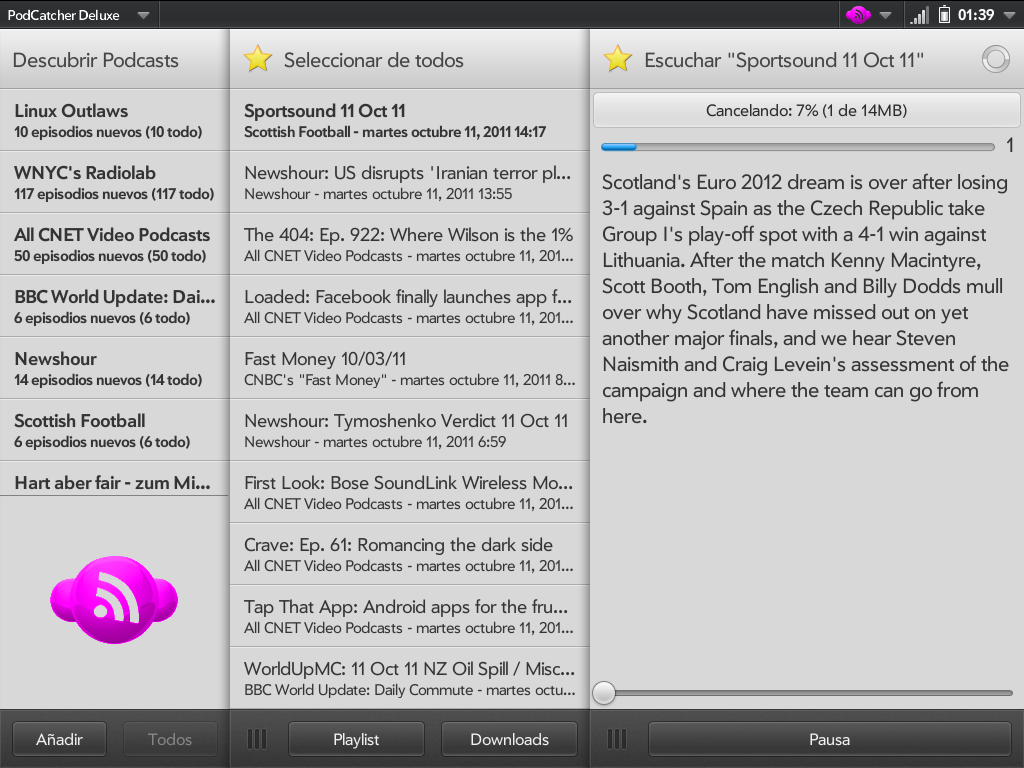 PodCatcher Deluxe
01:39
Descubrir Podcasts
Linux Outlaws
10 episodios nuevos (10 todo)
WNYC's Radiolab
117 episodios nuevos (117 todo)
All CNET Video Podcasts
50 episodios nuevos (50 todo)
BBC World Update: Dai...
6 episodios nuevos (6 todo)
Newshour
14 episodios nuevos (14 todo)
Scottish Football
6 episodios nuevos (6 todo)
Hart aber fair - zum Mi...
Añadir
Todos
Seleccionar de todos
Sportsound 11 Oct 11
Scottish Football - martes octubre 11, 2011 14:17
Newshour: US disrupts 'Iranian terror pl...
Newshour - martes octubre 11, 2011 13:55
The 404: Ep. 922: Where Wilson is the 1%
All CNET Video Podcasts - martes octubre 11, 201...
Loaded: Facebook finally launches app f...
All CNET Video Podcasts - martes octubre 11, 201...
Fast Money 10/03/11
CNBC's "Fast Money" - martes octubre 11, 2011 8...
Newshour: Tymoshenko Verdict 11 Oct 11
Newshour - martes octubre 11, 2011 6:59
First Look: Bose SoundLink Wireless Mo...
All CNET Video Podcasts - martes octubre 11, 201...
Crave: Ep. 61: Romancing the dark side
All CNET Video Podcasts - martes octubre 11, 201...
Tap That App: Android apps for the fru...
All CNET Video Podcasts - martes octubre 11, 201...
WorldUpMC: 11 Oct 11 NZ Oil Spill / Misc...
BBC World Update: Daily Commute - martes octu...
Playlist
Downloads
Escuchar "Sportsound 11 Oct 11"
Cancelando: 7% (1 de 14MB)
1
Scotland's Euro 2012 dream is over after losing
3-1 against Spain as the Czech Republic take
Group I's play-off spot with a 4-1 win against
Lithuania. After the match Kenny Macintyre,
Scott Booth, Tom English and Billy Dodds mull
over why Scotland have missed out on yet
another major finals, and we hear Steven
Naismith and Craig Levein's assessment of the
campaign and where the team can go from
here.
Pausa